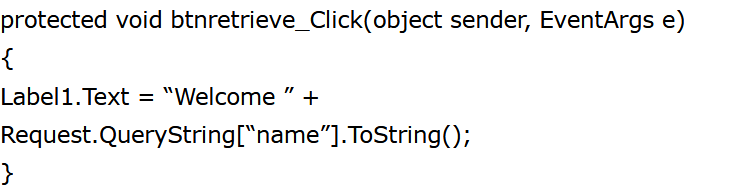 protected void btnretrieve_Click(object sender, EventArgs e)
{
Label1.Text = “Welcome ” +
Request.QueryString[“name”].ToString();
}